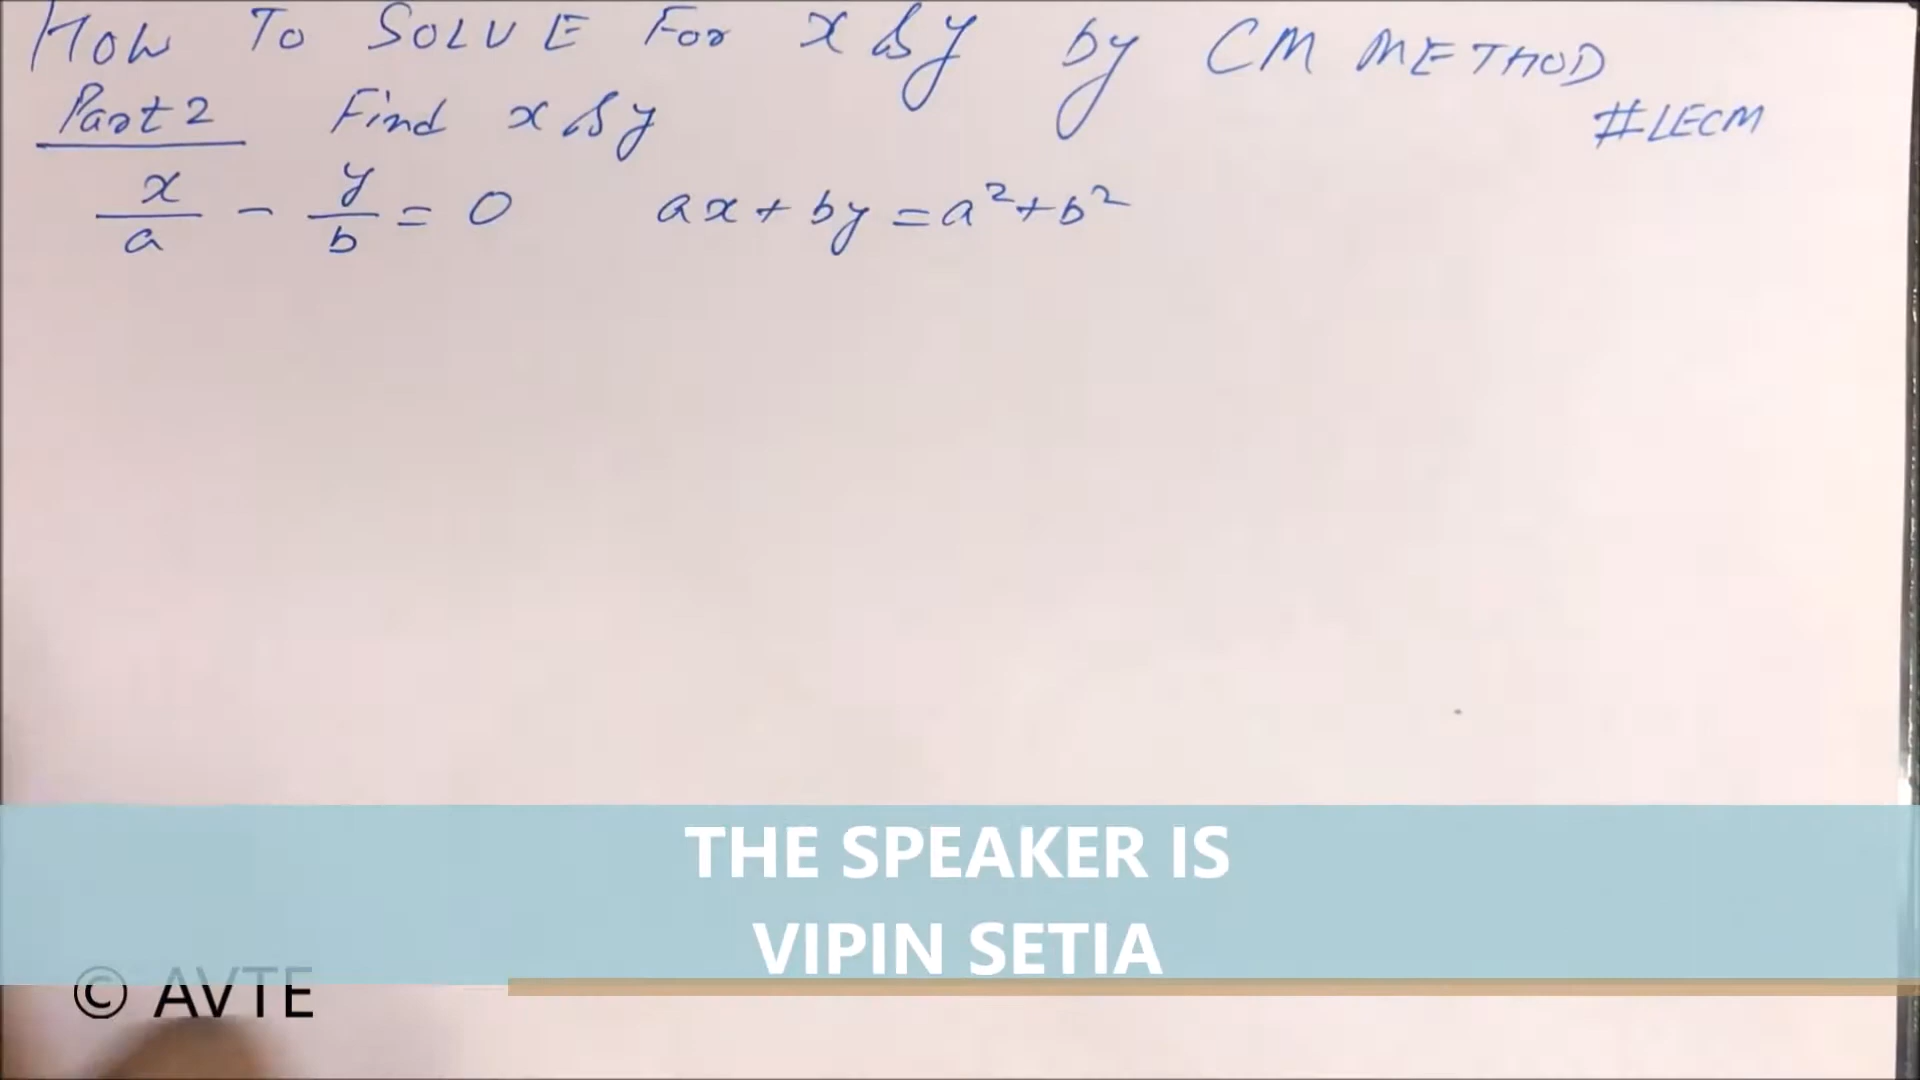 HOW TO SOLVE FOR x & y by CM METHOD
#LECM
Part 2 Find x & y
x/a - y/b = 0 ax + by = a² + b²
THE SPEAKER IS
VIPIN SETIA
© AVTE